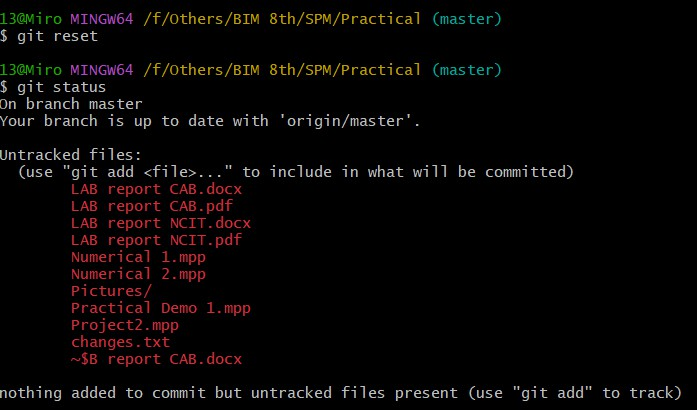 13@Miro MINGW64 /f/Others/BIM 8th/SPM/Practical (master)
$ git reset
13@Miro MINGW64 /f/Others/BIM 8th/SPM/Practical (master)
$ git status
On branch master
Your branch is up to date with 'origin/master'.
Untracked files:
(use "git add <file>..." to include in what will be committed)
LAB report CAB.docx
LAB report CAB.pdf
LAB report NCIT.docx
LAB report NCIT.pdf
Numerical 1.mpp
Numerical 2.mpp
Pictures/
Practical Demo 1.mpp
Project2.mpp
changes.txt
~$B report CAB.docx
nothing added to commit but untracked files present (use "git add" to track)